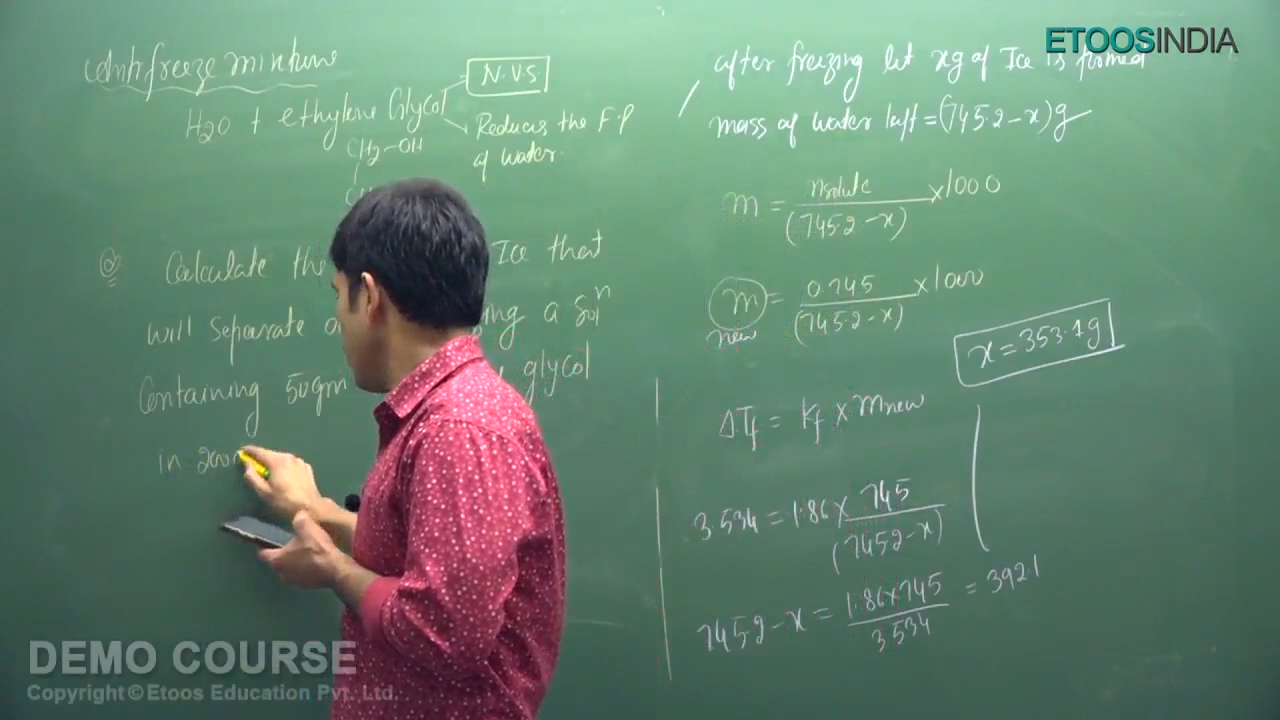 Antifreeze mixture
H2O + ethylene Glycol
N.V.S
Reduces the F.P
of water.
CH2-OH
Q Calculate the Ice that
will separate a Soln
Containing 50gm glycol
in 200
ETOOSINDIA
after freezing let xg of Ice is formed
mass of water left = (745.2-x)g
m = nsolute / (745.2-x) ×1000
m = 0.745 / (745.2-x) ×1000
new
x = 353.1g
ΔTf = kf × mnew
3.534 = 1.86 × 745 / (745.2-x)
745.2-x = 1.86×745 / 3.534 = 392.1
DEMO COURSE
Copyright © Etoos Education Pvt. Ltd.